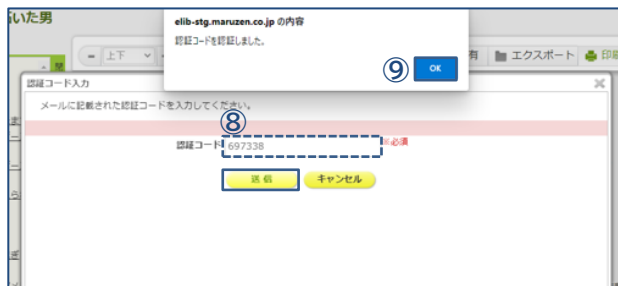 いた男
elib-stg.maruzen.co.jp の内容
認証コードを認証しました。
- 上下
⑨ OK
有 エクスポート 印刷
認証コード入力
メールに記載された認証コードを入力してください。
⑧
認証コード 697338 ※必須
送信 キャンセル